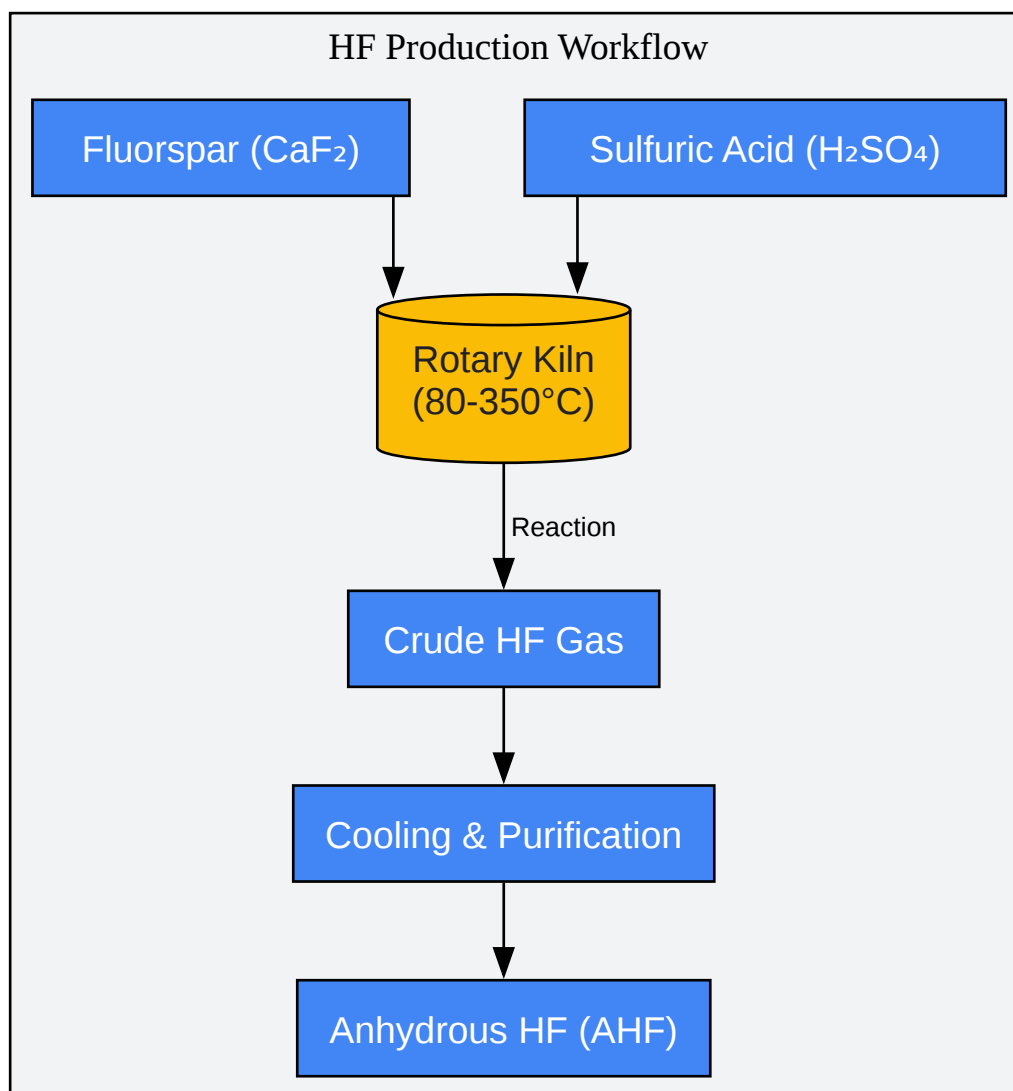 HF Production Workflow
Fluorspar (CaF₂)
Sulfuric Acid (H₂SO₄)
Rotary Kiln
(80-350°C)
Reaction
Crude HF Gas
Cooling & Purification
Anhydrous HF (AHF)